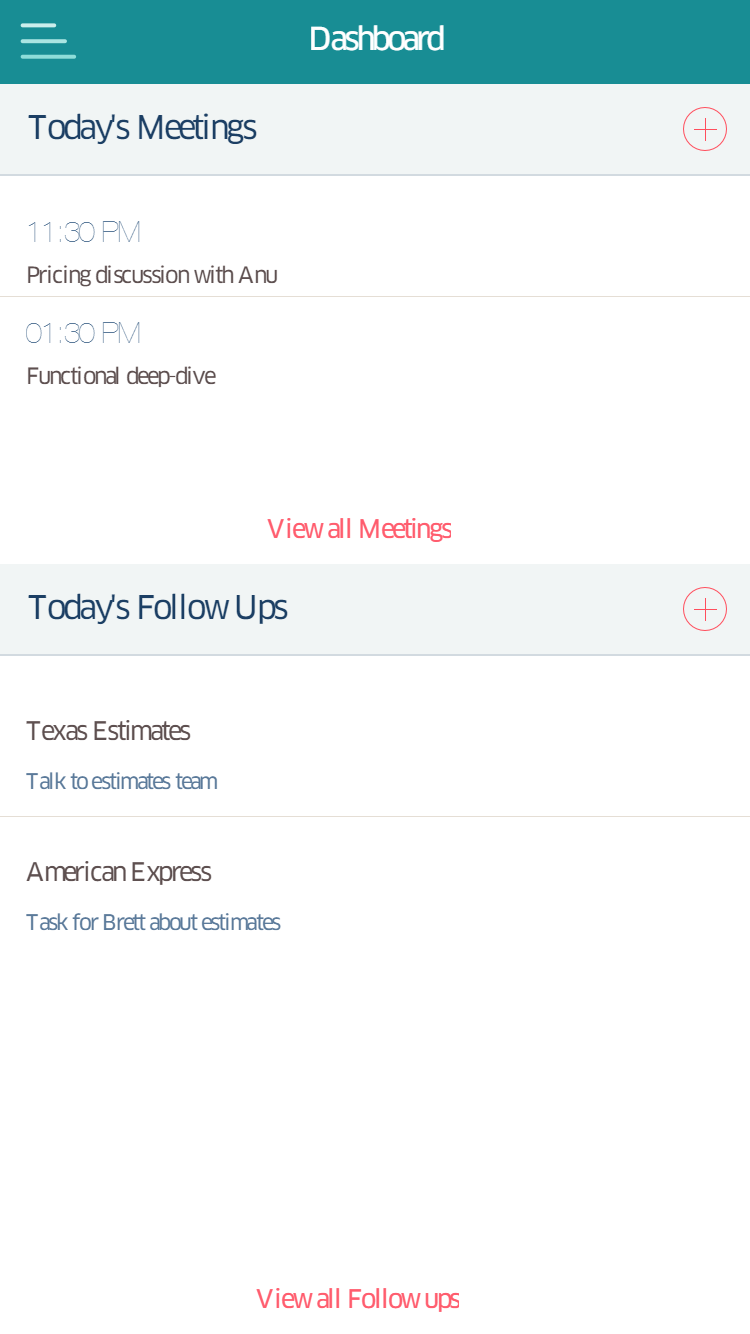 Dashboard
Today's Meetings
11:30 PM
Pricing discussion with Anu
01:30 PM
Functional deep-dive
View all Meetings
Today's Follow Ups
Texas Estimates
Talk to estimates team
American Express
Task for Brett about estimates
View all Follow ups